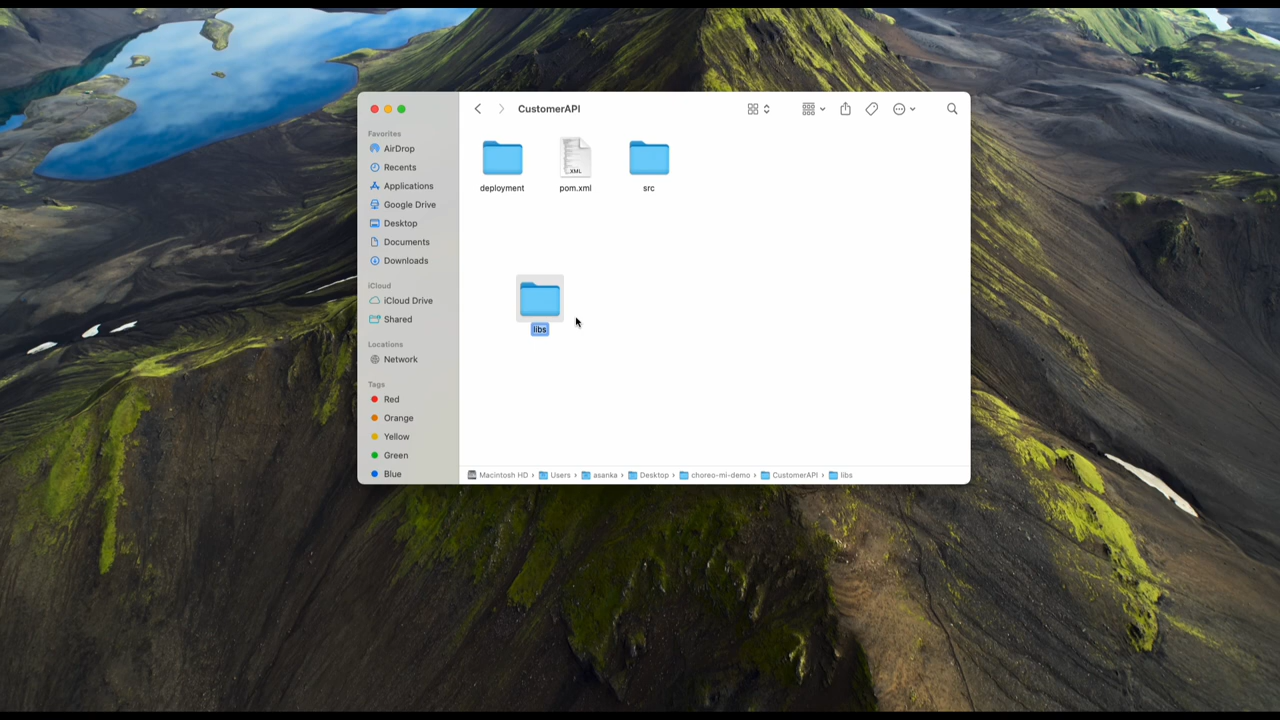 CustomerAPI
Favorites
AirDrop
Recents
Applications
Google Drive
Desktop
Documents
Downloads
iCloud
iCloud Drive
Shared
Locations
Network
Tags
Red
Orange
Yellow
Green
Blue
XML
deployment
pom.xml
src
libs
Macintosh HD › Users › asanka › Desktop › choreo-mi-demo › CustomerAPI › libs